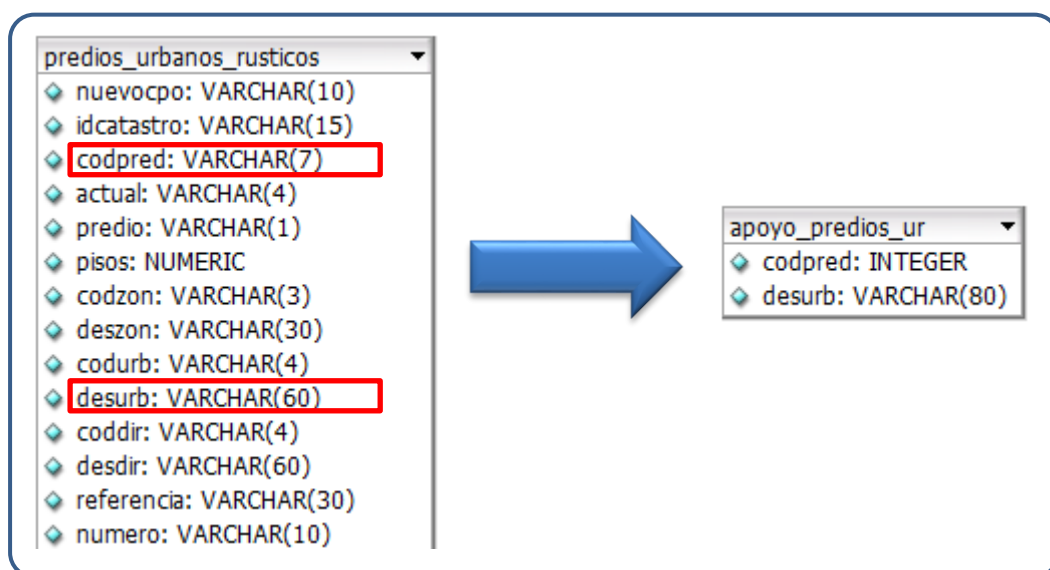 predios_urbanos_rusticos
nuevocpo: VARCHAR(10)
idcatastro: VARCHAR(15)
codpred: VARCHAR(7)
actual: VARCHAR(4)
predio: VARCHAR(1)
pisos: NUMERIC
codzon: VARCHAR(3)
deszon: VARCHAR(30)
codurb: VARCHAR(4)
desurb: VARCHAR(60)
coddir: VARCHAR(4)
desdir: VARCHAR(60)
referencia: VARCHAR(30)
numero: VARCHAR(10)
apoyo_predios_ur
codpred: INTEGER
desurb: VARCHAR(80)